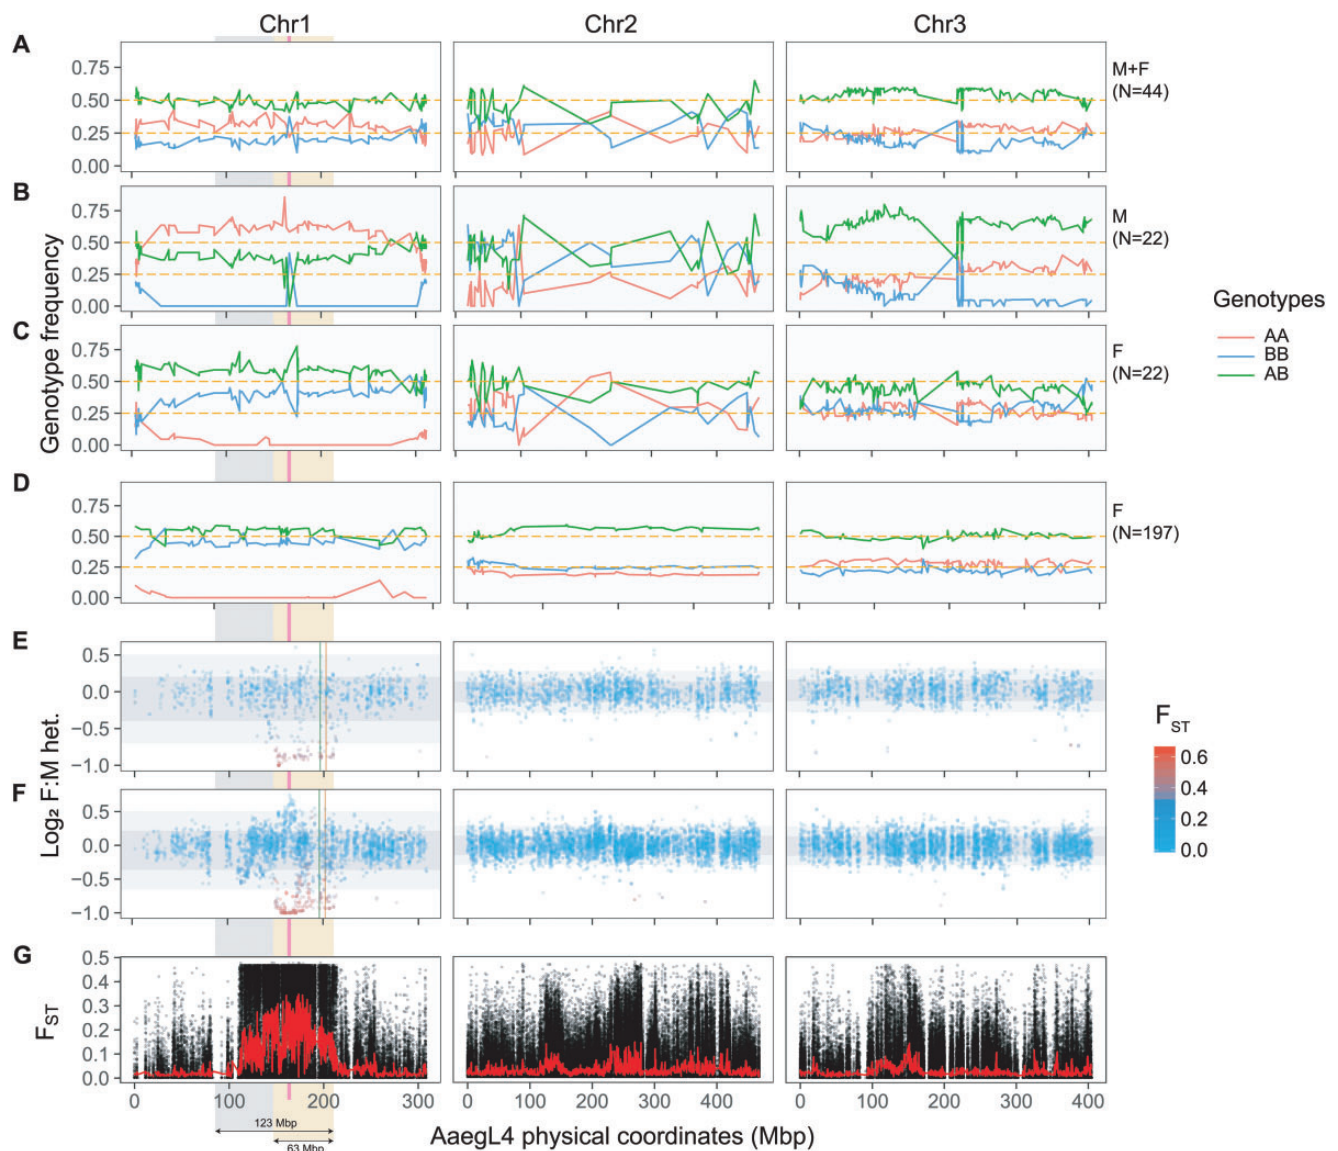 Chr1 Chr2 Chr3
A
0.75
0.50
0.25
0.00
M+F
(N=44)
B
0.75
0.50
0.25
0.00
M
(N=22)
C
0.75
0.50
0.25
0.00
F
(N=22)
Genotype frequency
Genotypes
AA
BB
AB
D
0.75
0.50
0.25
0.00
F
(N=197)
E
0.5
0.0
−0.5
−1.0
F
0.5
0.0
−0.5
−1.0
Log₂ F:M het.
FST
0.6
0.4
0.2
0.0
G
0.5
0.4
0.3
0.2
0.1
0.0
FST
0 100 200 300 0 100 200 300 400 0 100 200 300 400
123 Mbp
63 Mbp
AaegL4 physical coordinates (Mbp)